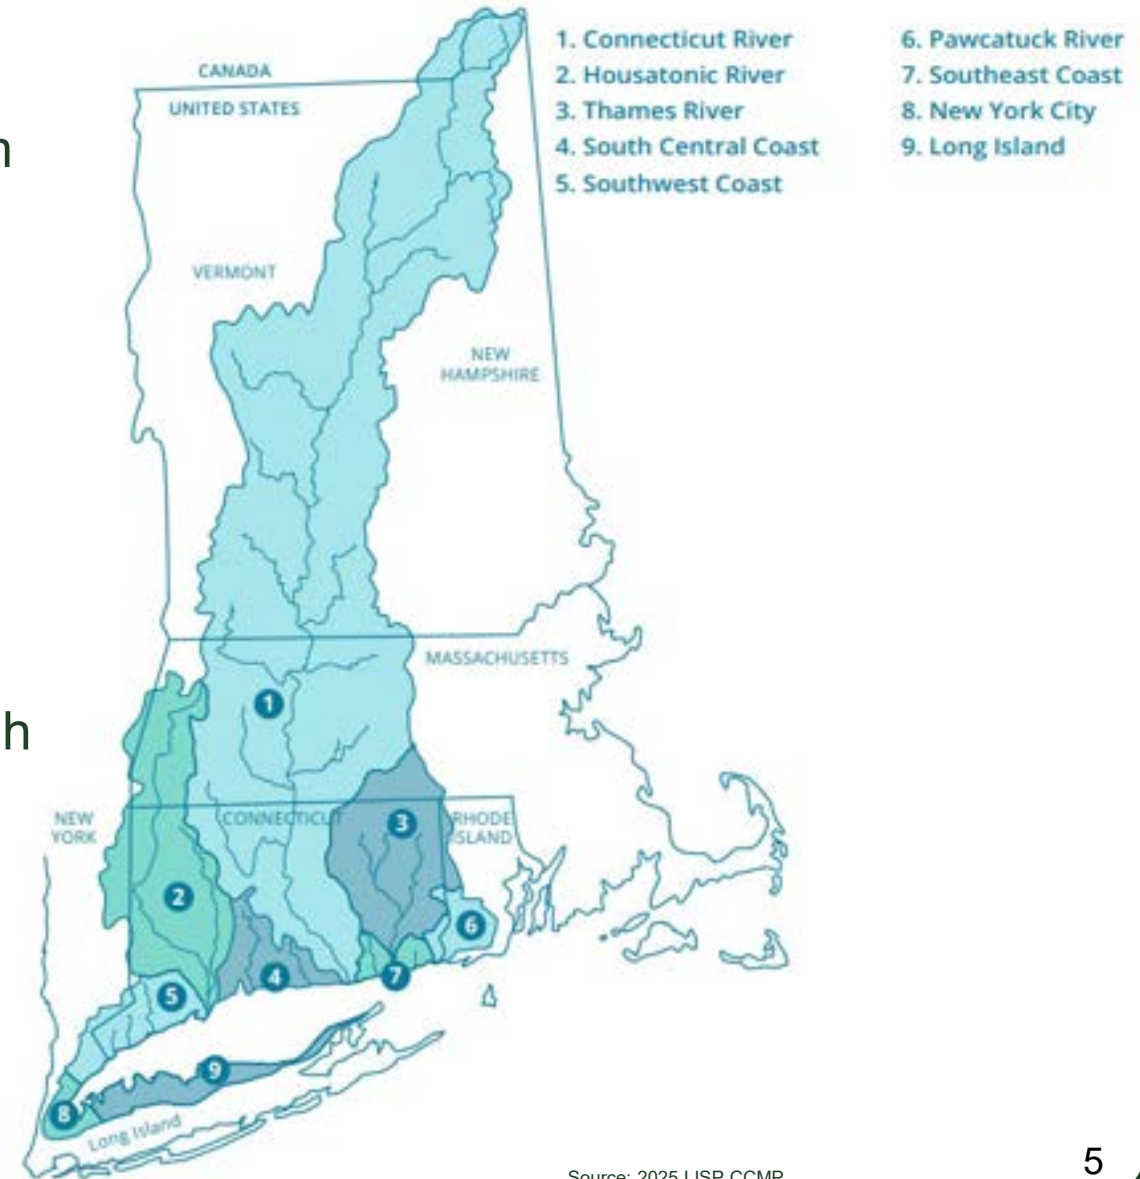 1. Connecticut River
2. Housatonic River
3. Thames River
4. South Central Coast
5. Southwest Coast
6. Pawcatuck River
7. Southeast Coast
8. New York City
9. Long Island
CANADA
UNITED STATES
n
VERMONT
NEW
HAMPSHIRE
MASSACHUSETTS
1
h
NEW
YORK
CONNECTICUT
3
RHODE
ISLAND
2
6
4
7
5
9
8
Long Island
Source: 2025 LISP CCMP
5